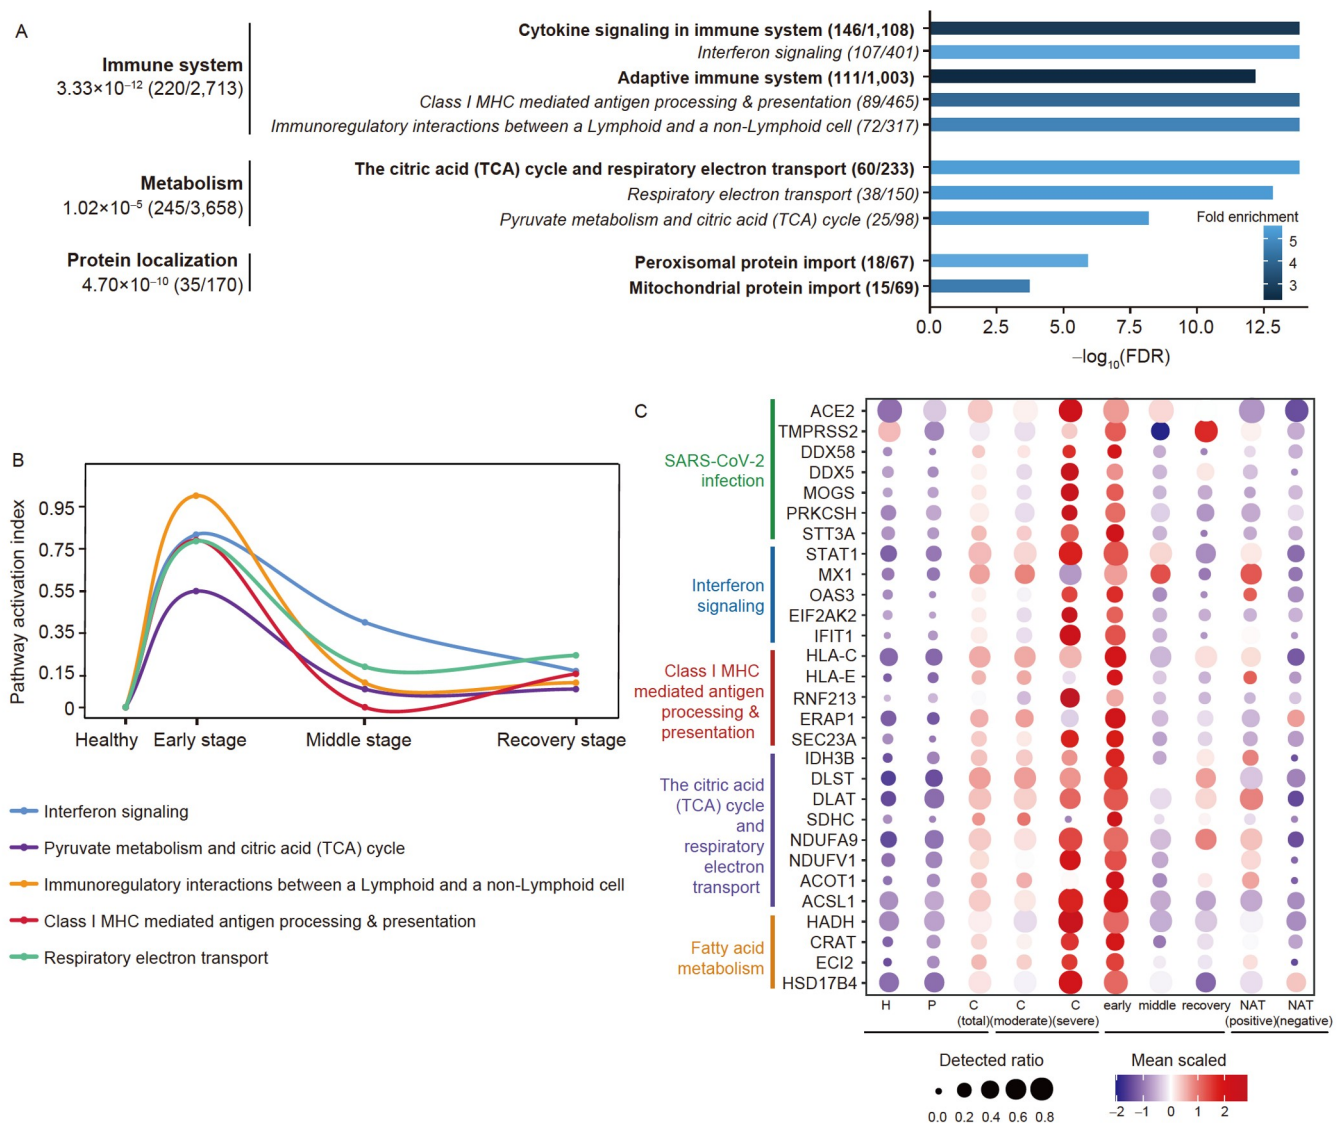 A
Immune system
3.33×10⁻¹² (220/2,713)
Cytokine signaling in immune system (146/1,108)
Interferon signaling (107/401)
Adaptive immune system (111/1,003)
Class I MHC mediated antigen processing & presentation (89/465)
Immunoregulatory interactions between a Lymphoid and a non-Lymphoid cell (72/317)
Metabolism
1.02×10⁻⁵ (245/3,658)
The citric acid (TCA) cycle and respiratory electron transport (60/233)
Respiratory electron transport (38/150)
Pyruvate metabolism and citric acid (TCA) cycle (25/98)
Protein localization
4.70×10⁻¹⁰ (35/170)
Peroxisomal protein import (18/67)
Mitochondrial protein import (15/69)
Fold enrichment
5
4
3
0.0 2.5 5.0 7.5 10.0 12.5
−log₁₀(FDR)
B
Pathway activation index
0.95
0.75
0.55
0.35
0.15
0
Healthy Early stage Middle stage Recovery stage
Interferon signaling
Pyruvate metabolism and citric acid (TCA) cycle
Immunoregulatory interactions between a Lymphoid and a non-Lymphoid cell
Class I MHC mediated antigen processing & presentation
Respiratory electron transport
C
SARS-CoV-2
infection
Interferon
signaling
Class I MHC
mediated antigen
processing &
presentation
The citric acid
(TCA) cycle
and
respiratory
electron
transport
Fatty acid
metabolism
ACE2
TMPRSS2
DDX58
DDX5
MOGS
PRKCSH
STT3A
STAT1
MX1
OAS3
EIF2AK2
IFIT1
HLA-C
HLA-E
RNF213
ERAP1
SEC23A
IDH3B
DLST
DLAT
SDHC
NDUFA9
NDUFV1
ACOT1
ACSL1
HADH
CRAT
ECI2
HSD17B4
H P C C C early middle recovery NAT NAT
(total)(moderate)(severe) (positive)(negative)
Detected ratio
0.0 0.2 0.4 0.6 0.8
Mean scaled
−2 −1 0 1 2